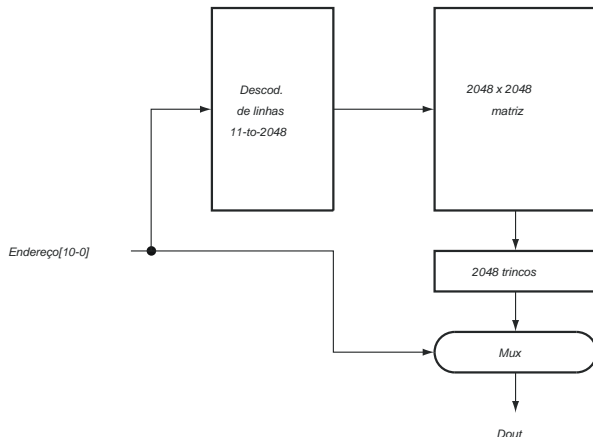 Descod.
de linhas
11-to-2048
2048 x 2048
matriz
Endereço[10-0]
2048 trincos
Mux
Dout